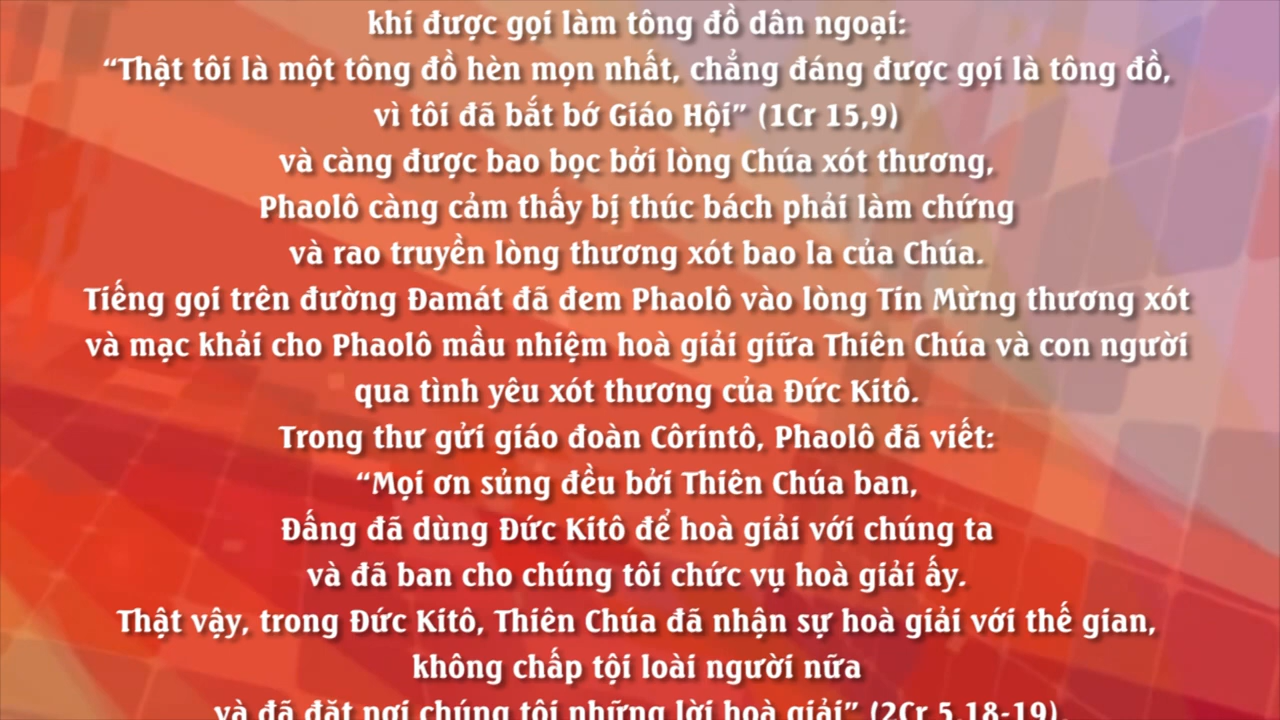 khi được gọi làm tông đồ dân ngoại:
“Thật tôi là một tông đồ hèn mọn nhất, chẳng đáng được gọi là tông đồ,
vì tôi đã bắt bớ Giáo Hội” (1Cr 15,9)
và càng được bao bọc bởi lòng Chúa xót thương,
Phaolô càng cảm thấy bị thúc bách phải làm chứng
và rao truyền lòng thương xót bao la của Chúa.
Tiếng gọi trên đường Đamát đã đem Phaolô vào lòng Tin Mừng thương xót
và mạc khải cho Phaolô mầu nhiệm hoà giải giữa Thiên Chúa và con người
qua tình yêu xót thương của Đức Kitô.
Trong thư gửi giáo đoàn Côrintô, Phaolô đã viết:
“Mọi ơn sủng đều bởi Thiên Chúa ban,
Đấng đã dùng Đức Kitô để hoà giải với chúng ta
và đã ban cho chúng tôi chức vụ hoà giải ấy.
Thật vậy, trong Đức Kitô, Thiên Chúa đã nhận sự hoà giải với thế gian,
không chấp tội loài người nữa
và đã đặt nơi chúng tôi những lời hoà giải” (2Cr 5,18-19).